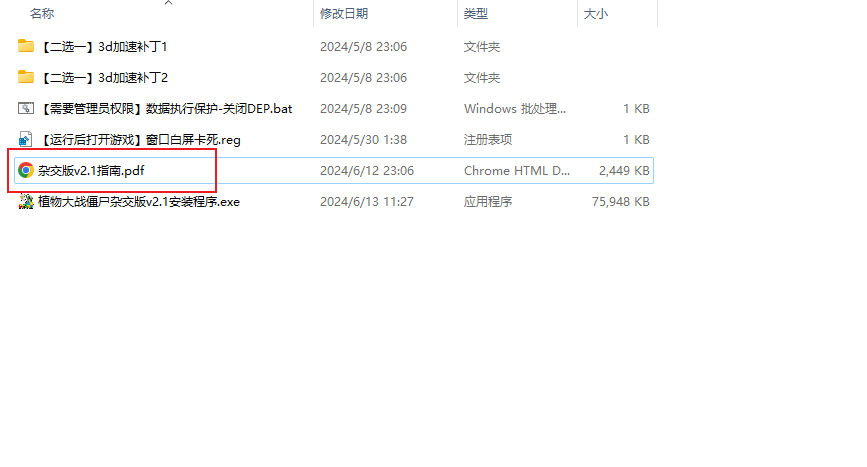 名称 修改日期 类型 大小
【二选一】3d加速补丁1 2024/5/8 23:06 文件夹
【二选一】3d加速补丁2 2024/5/8 23:06 文件夹
【需要管理员权限】数据执行保护-关闭DEP.bat 2024/5/8 23:09 Windows 批处理... 1 KB
【运行后打开游戏】窗口白屏卡死.reg 2024/5/30 1:38 注册表项 1 KB
杂交版v2.1指南.pdf 2024/6/12 23:06 Chrome HTML D... 2,449 KB
植物大战僵尸杂交版v2.1安装程序.exe 2024/6/13 11:27 应用程序 75,948 KB